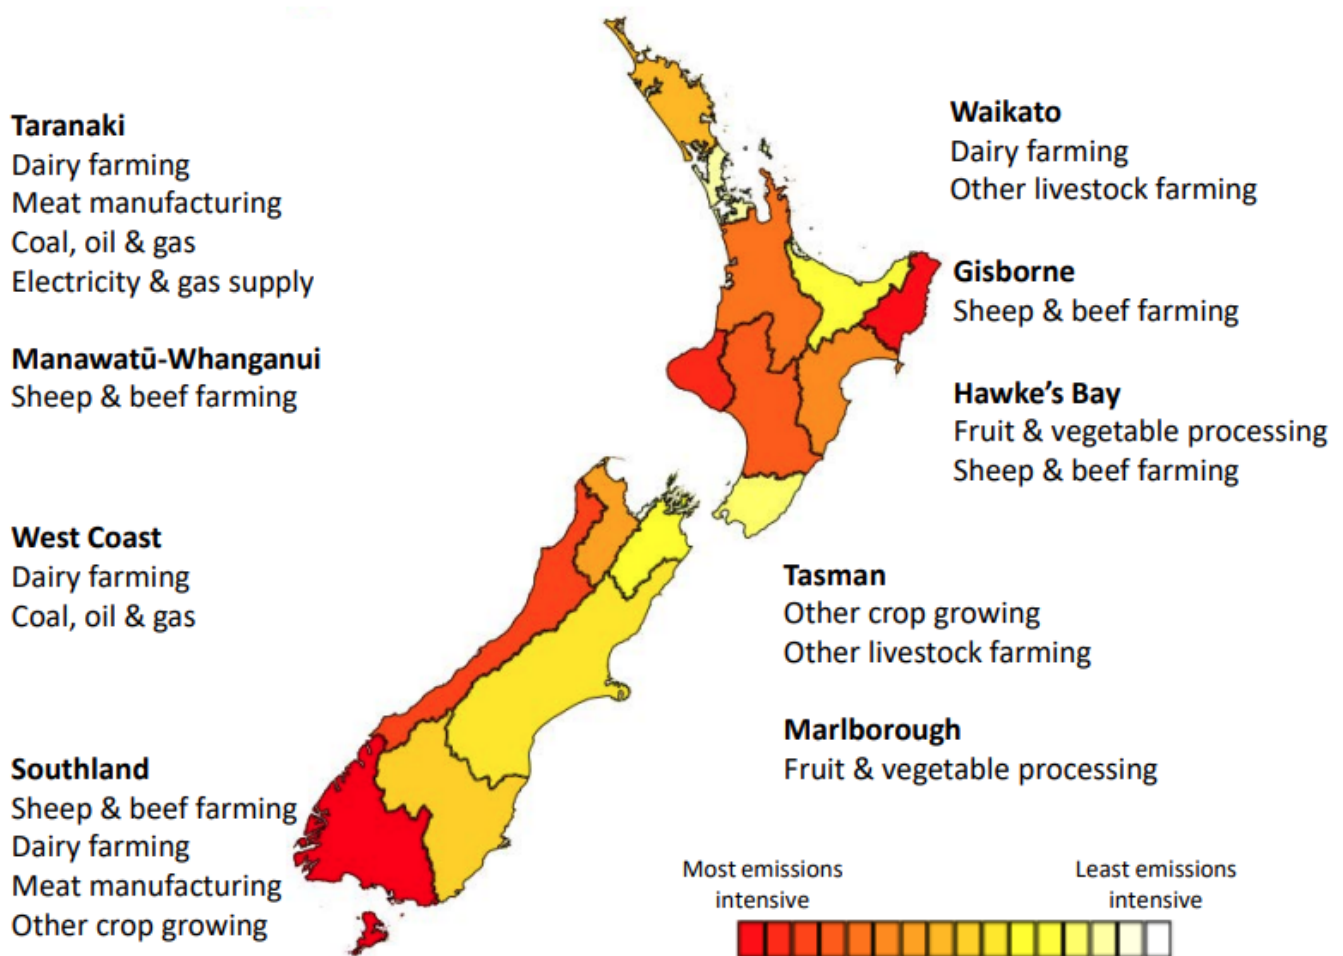 Taranaki
Dairy farming
Meat manufacturing
Coal, oil & gas
Electricity & gas supply
Manawatū-Whanganui
Sheep & beef farming
West Coast
Dairy farming
Coal, oil & gas
Southland
Sheep & beef farming
Dairy farming
Meat manufacturing
Other crop growing
Waikato
Dairy farming
Other livestock farming
Gisborne
Sheep & beef farming
Hawke's Bay
Fruit & vegetable processing
Sheep & beef farming
Tasman
Other crop growing
Other livestock farming
Marlborough
Fruit & vegetable processing
Most emissions
intensive
Least emissions
intensive